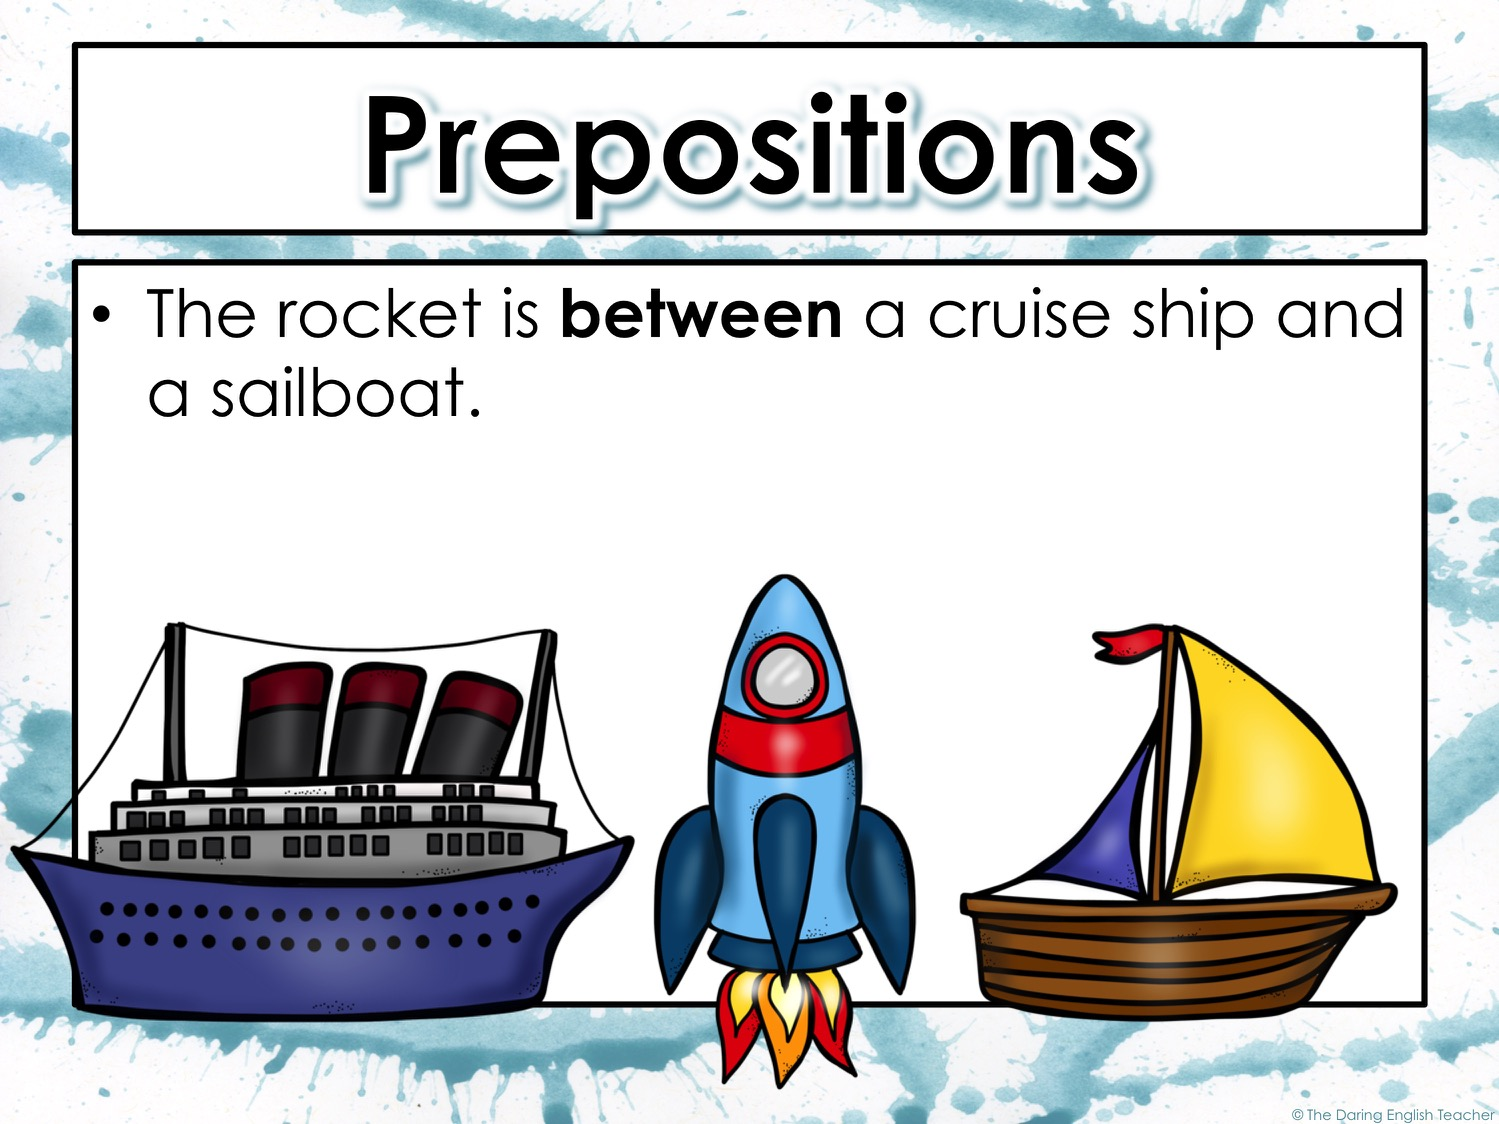 Prepositions
• The rocket is between a cruise ship and
a sailboat.
© The Daring English Teacher